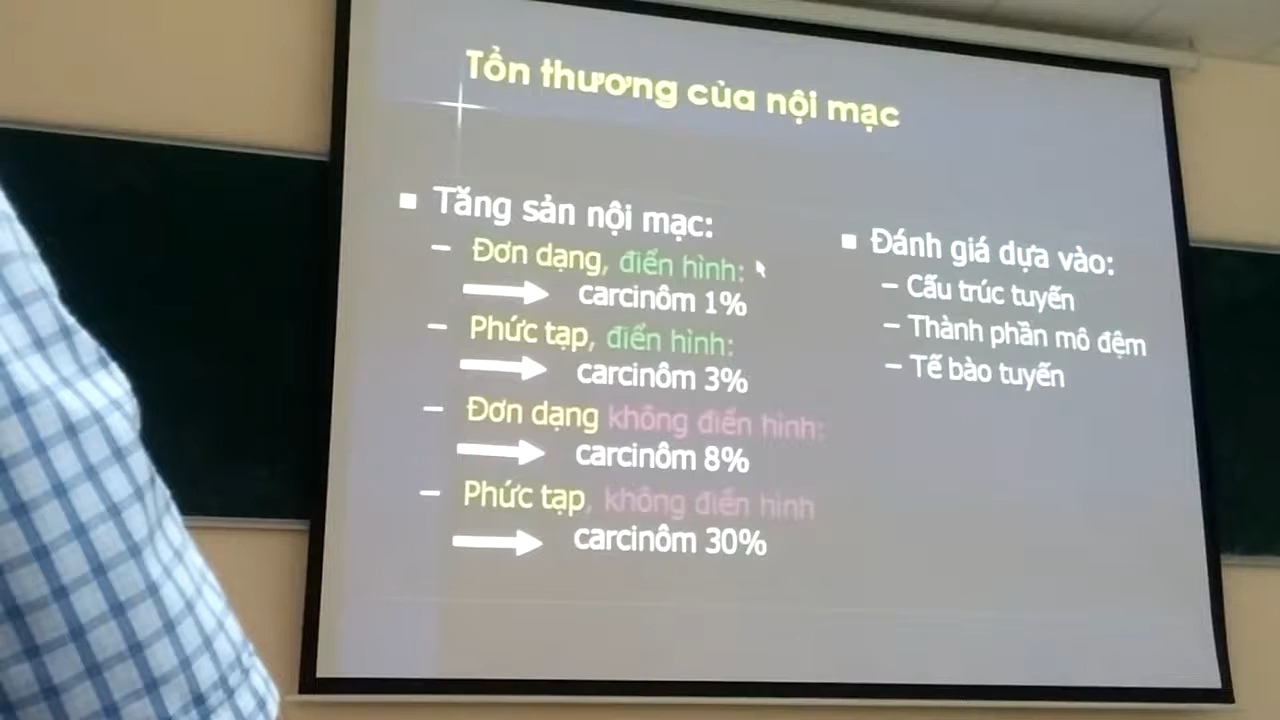 Tổn thương của nội mạc
Tăng sản nội mạc:
– Đơn dạng, điển hình:
carcinôm 1%
– Phức tạp, điển hình:
carcinôm 3%
– Đơn dạng không điển hình:
carcinôm 8%
– Phức tạp, không điển hình
carcinôm 30%
Đánh giá dựa vào:
– Cấu trúc tuyến
– Thành phần mô đệm
– Tế bào tuyến